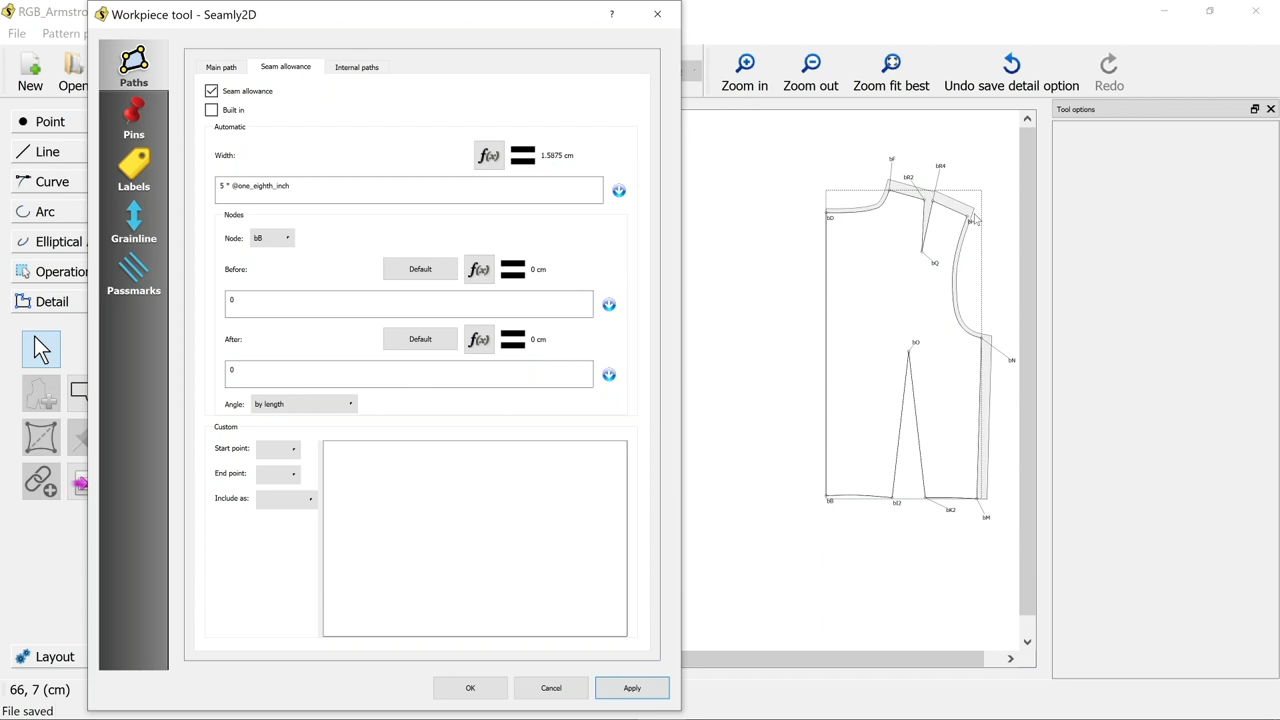 RGB_Armstro
Workpiece tool - Seamly2D
?
File
Pattern p
New
Open
Zoom in
Zoom out
Zoom fit best
Undo save detail option
Redo
Tool options
Point
Line
Curve
Arc
Elliptical
Operation
Detail
Layout
66, 7 (cm)
File saved
Paths
Pins
Labels
Grainline
Passmarks
Main path
Seam allowance
Internal paths
Seam allowance
Built in
Automatic
Width:
f(x)
1.5875 cm
5 * @one_eighth_inch
Nodes
Node:
bB
Before:
Default
f(x)
0 cm
0
After:
Default
f(x)
0 cm
0
Angle:
by length
Custom
Start point:
End point:
Include as:
OK
Cancel
Apply
bF
bR4
bR2
bD
bQ
bO
bN
bB
bI2
bK2
bM